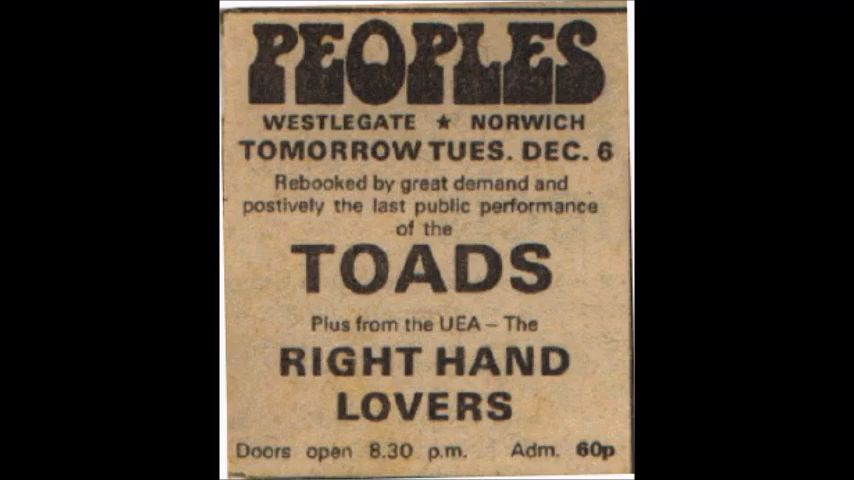 PEOPLES
WESTLEGATE ★ NORWICH
TOMORROW TUES. DEC. 6
Rebooked by great demand and
postively the last public performance
of the
TOADS
Plus from the UEA – The
RIGHT HAND
LOVERS
Doors open 8.30 p.m. Adm. 60p